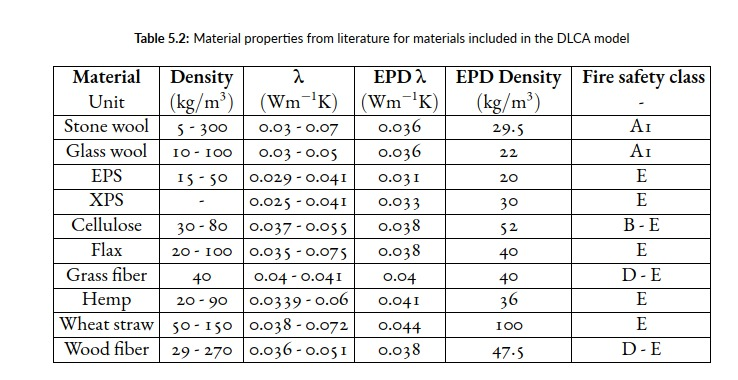 Table 5.2: Material properties from literature for materials included in the DLCA model
Material Density λ EPD λ EPD Density Fire safety class
Unit (kg/m³) (Wm⁻¹K) (Wm⁻¹K) (kg/m³) -
Stone wool 5 - 300 0.03 - 0.07 0.036 29.5 A1
Glass wool 10 - 100 0.03 - 0.05 0.036 22 A1
EPS 15 - 50 0.029 - 0.041 0.031 20 E
XPS - 0.025 - 0.041 0.033 30 E
Cellulose 30 - 80 0.037 - 0.055 0.038 52 B - E
Flax 20 - 100 0.035 - 0.075 0.038 40 E
Grass fiber 40 0.04 - 0.041 0.04 40 D - E
Hemp 20 - 90 0.0339 - 0.06 0.041 36 E
Wheat straw 50 - 150 0.038 - 0.072 0.044 100 E
Wood fiber 29 - 270 0.036 - 0.051 0.038 47.5 D - E